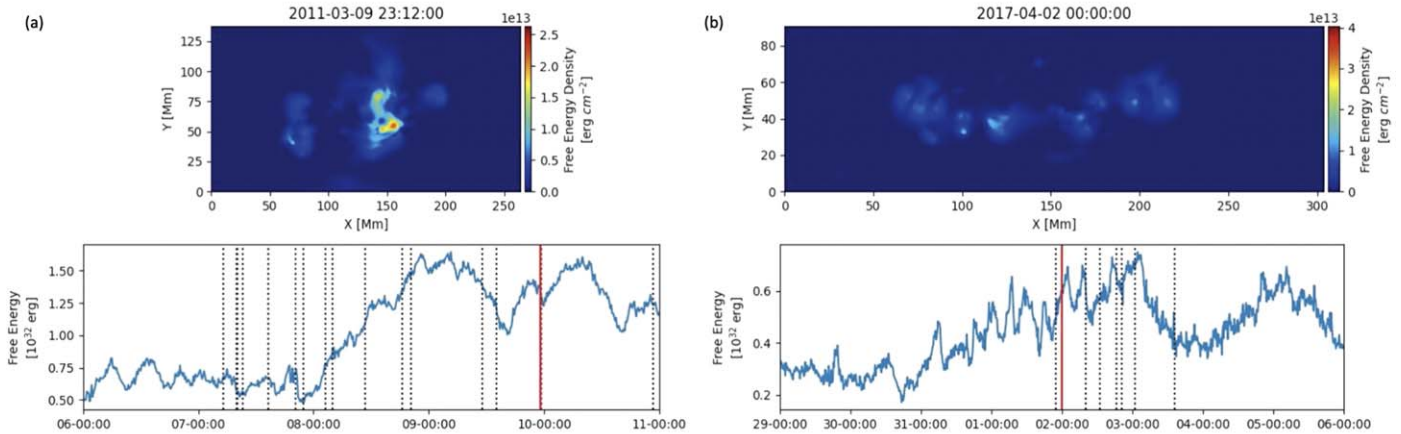 (a)
2011-03-09 23:12:00
1e13
125
100
75
50
25
0
Y [Mm]
0 50 100 150 200 250
X [Mm]
2.5
2.0
1.5
1.0
0.5
0.0
Free Energy Density
[erg cm⁻²]
1.50
1.25
1.00
0.75
0.50
Free Energy
[10³² erg]
06-00:00 07-00:00 08-00:00 09-00:00 10-00:00 11-00:00
(b)
2017-04-02 00:00:00
1e13
80
60
40
20
0
Y [Mm]
0 50 100 150 200 250 300
X [Mm]
4
3
2
1
0
Free Energy Density
[erg cm⁻²]
0.6
0.4
0.2
Free Energy
[10³² erg]
29-00:00 30-00:00 31-00:00 01-00:00 02-00:00 03-00:00 04-00:00 05-00:00 06-00:00